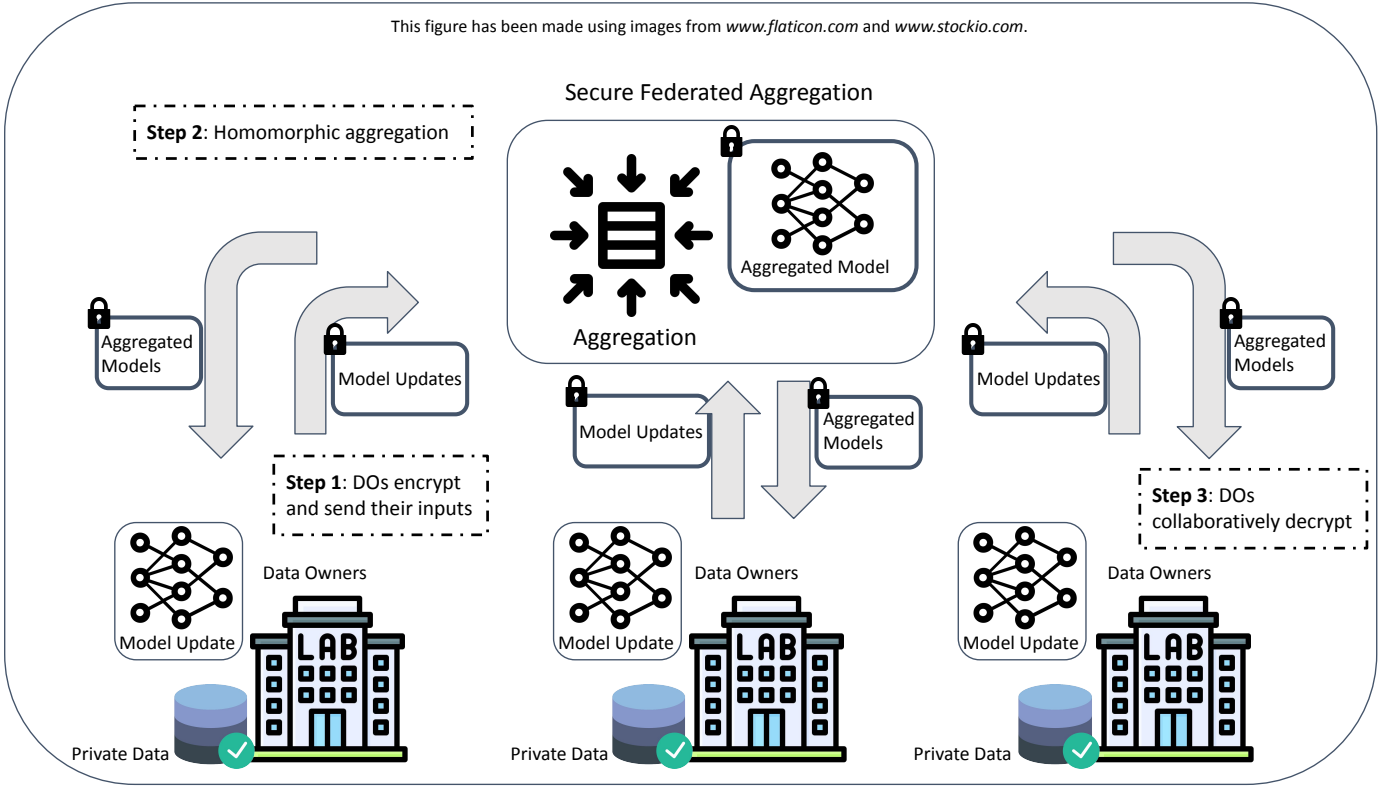 This figure has been made using images from www.flaticon.com and www.stockio.com.
Secure Federated Aggregation
Step 2: Homomorphic aggregation
Aggregated Model
Aggregation
Aggregated
Models
Model Updates
Model Updates
Aggregated
Models
Model Updates
Aggregated
Models
Step 1: DOs encrypt
and send their inputs
Step 3: DOs
collaboratively decrypt
Data Owners
Model Update
LAB
Private Data
Data Owners
Model Update
LAB
Private Data
Data Owners
Model Update
LAB
Private Data